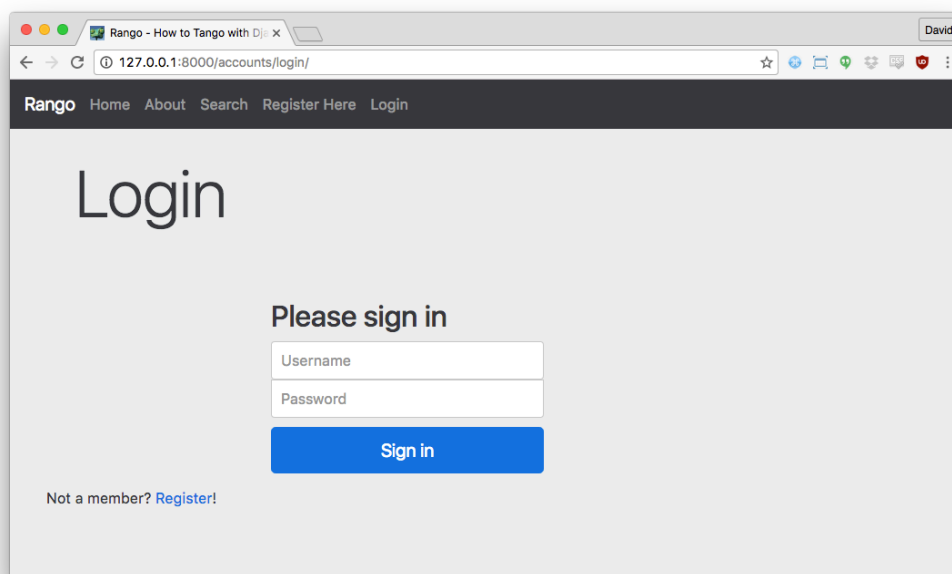 Rango - How to Tango with Dja
David
127.0.0.1:8000/accounts/login/
Rango Home About Search Register Here Login
Login
Please sign in
Username
Password
Sign in
Not a member? Register!